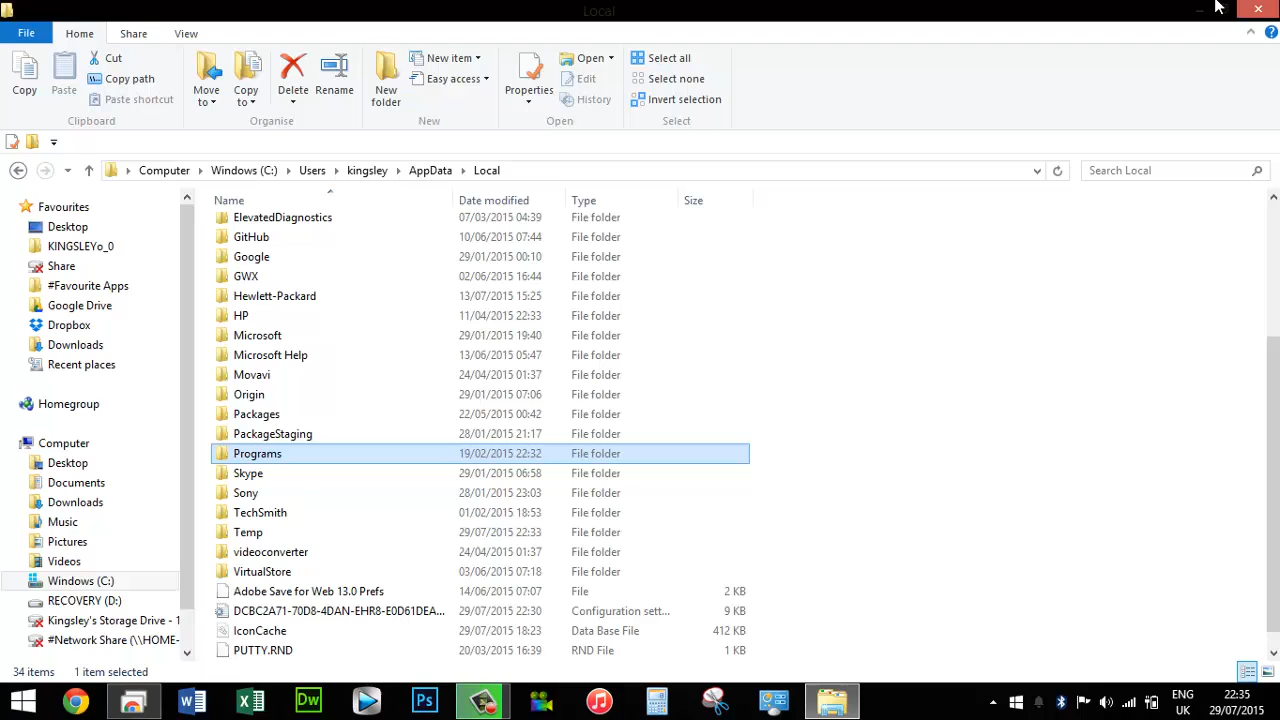 Local
File Home Share View
Copy
Paste
Cut
Copy path
Paste shortcut
Clipboard
Move to
Copy to
Delete
Rename
Organise
New folder
New item
Easy access
New
Properties
Open
Edit
History
Open
Select all
Select none
Invert selection
Select
Computer Windows (C:) Users kingsley AppData Local
Search Local
Favourites
Desktop
KINGSLEYo_0
Share
#Favourite Apps
Google Drive
Dropbox
Downloads
Recent places
Homegroup
Computer
Desktop
Documents
Downloads
Music
Pictures
Videos
Windows (C:)
RECOVERY (D:)
Kingsley's Storage Drive - 1
#Network Share (\\HOME-
Name Date modified Type Size
ElevatedDiagnostics 07/03/2015 04:39 File folder
GitHub 10/06/2015 07:44 File folder
Google 29/01/2015 00:10 File folder
GWX 02/06/2015 16:44 File folder
Hewlett-Packard 13/07/2015 15:25 File folder
HP 11/04/2015 22:33 File folder
Microsoft 29/01/2015 19:40 File folder
Microsoft Help 13/06/2015 05:47 File folder
Movavi 24/04/2015 01:37 File folder
Origin 29/01/2015 07:06 File folder
Packages 22/05/2015 00:42 File folder
PackageStaging 28/01/2015 21:17 File folder
Programs 19/02/2015 22:32 File folder
Skype 29/01/2015 06:58 File folder
Sony 28/01/2015 23:03 File folder
TechSmith 01/02/2015 18:53 File folder
Temp 29/07/2015 22:33 File folder
videoconverter 24/04/2015 01:37 File folder
VirtualStore 03/06/2015 07:18 File folder
Adobe Save for Web 13.0 Prefs 14/06/2015 07:07 File 2 KB
DCBC2A71-70D8-4DAN-EHR8-E0D61DEA... 29/07/2015 22:30 Configuration sett... 9 KB
IconCache 29/07/2015 18:23 Data Base File 412 KB
PUTTY.RND 20/03/2015 16:39 RND File 1 KB
34 items 1 item selected
Dw
Ps
ENG
UK
22:35
29/07/2015